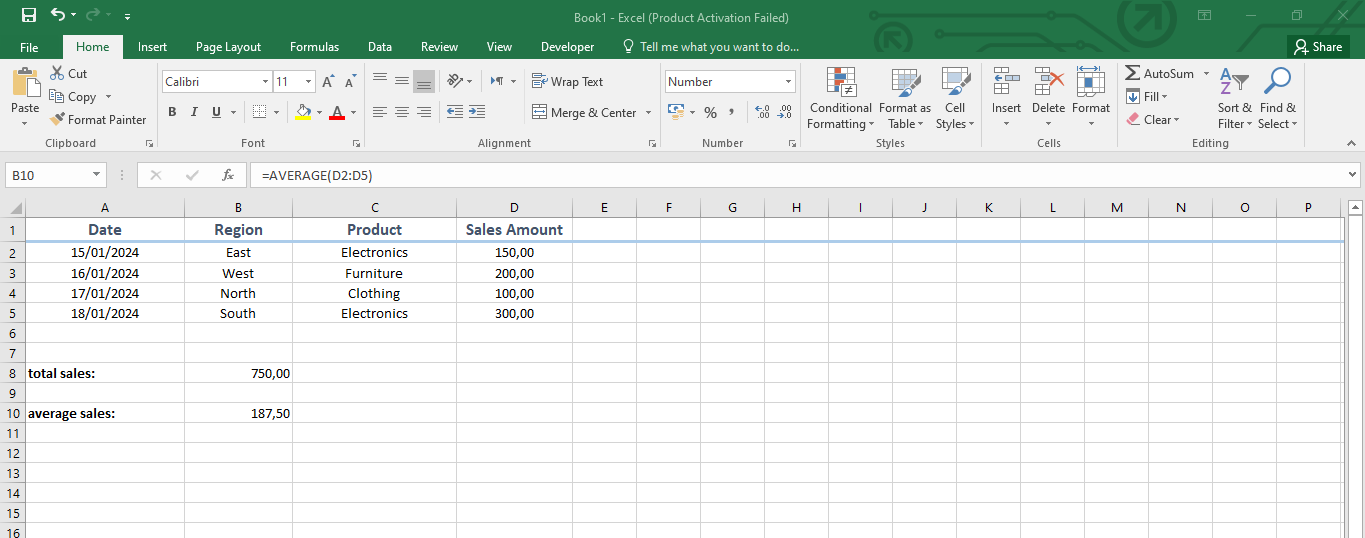 Book1 - Excel (Product Activation Failed)
File Home Insert Page Layout Formulas Data Review View Developer Tell me what you want to do... Share
Cut
Copy
Format Painter
Paste
Clipboard
Calibri 11
B I U
Font
Wrap Text
Merge & Center
Alignment
Number
%
Number
Conditional Formatting
Format as Table
Cell Styles
Styles
Insert Delete Format
Cells
AutoSum
Fill
Clear
Sort & Filter
Find & Select
Editing
B10 fx =AVERAGE(D2:D5)
A B C D E F G H I J K L M N O P
1 Date Region Product Sales Amount
2 15/01/2024 East Electronics 150,00
3 16/01/2024 West Furniture 200,00
4 17/01/2024 North Clothing 100,00
5 18/01/2024 South Electronics 300,00
6
7
8 total sales: 750,00
9
10 average sales: 187,50
11
12
13
14
15
16